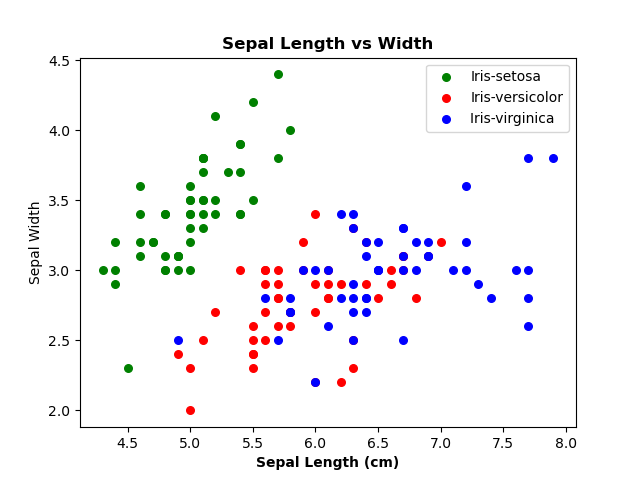 Sepal Length vs Width
Iris-setosa
Iris-versicolor
Iris-virginica
4.5
4.0
3.5
3.0
2.5
2.0
Sepal Width
4.5 5.0 5.5 6.0 6.5 7.0 7.5 8.0
Sepal Length (cm)